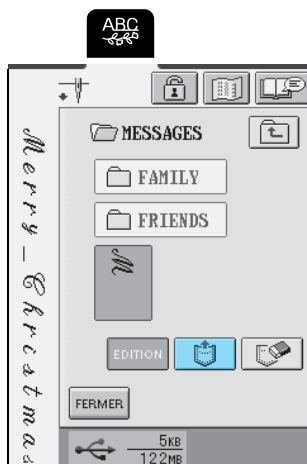 ABC
MESSAGES
FAMILY
FRIENDS
M
EDITION
FERMER
5KB
122MB
Merry_Christmas